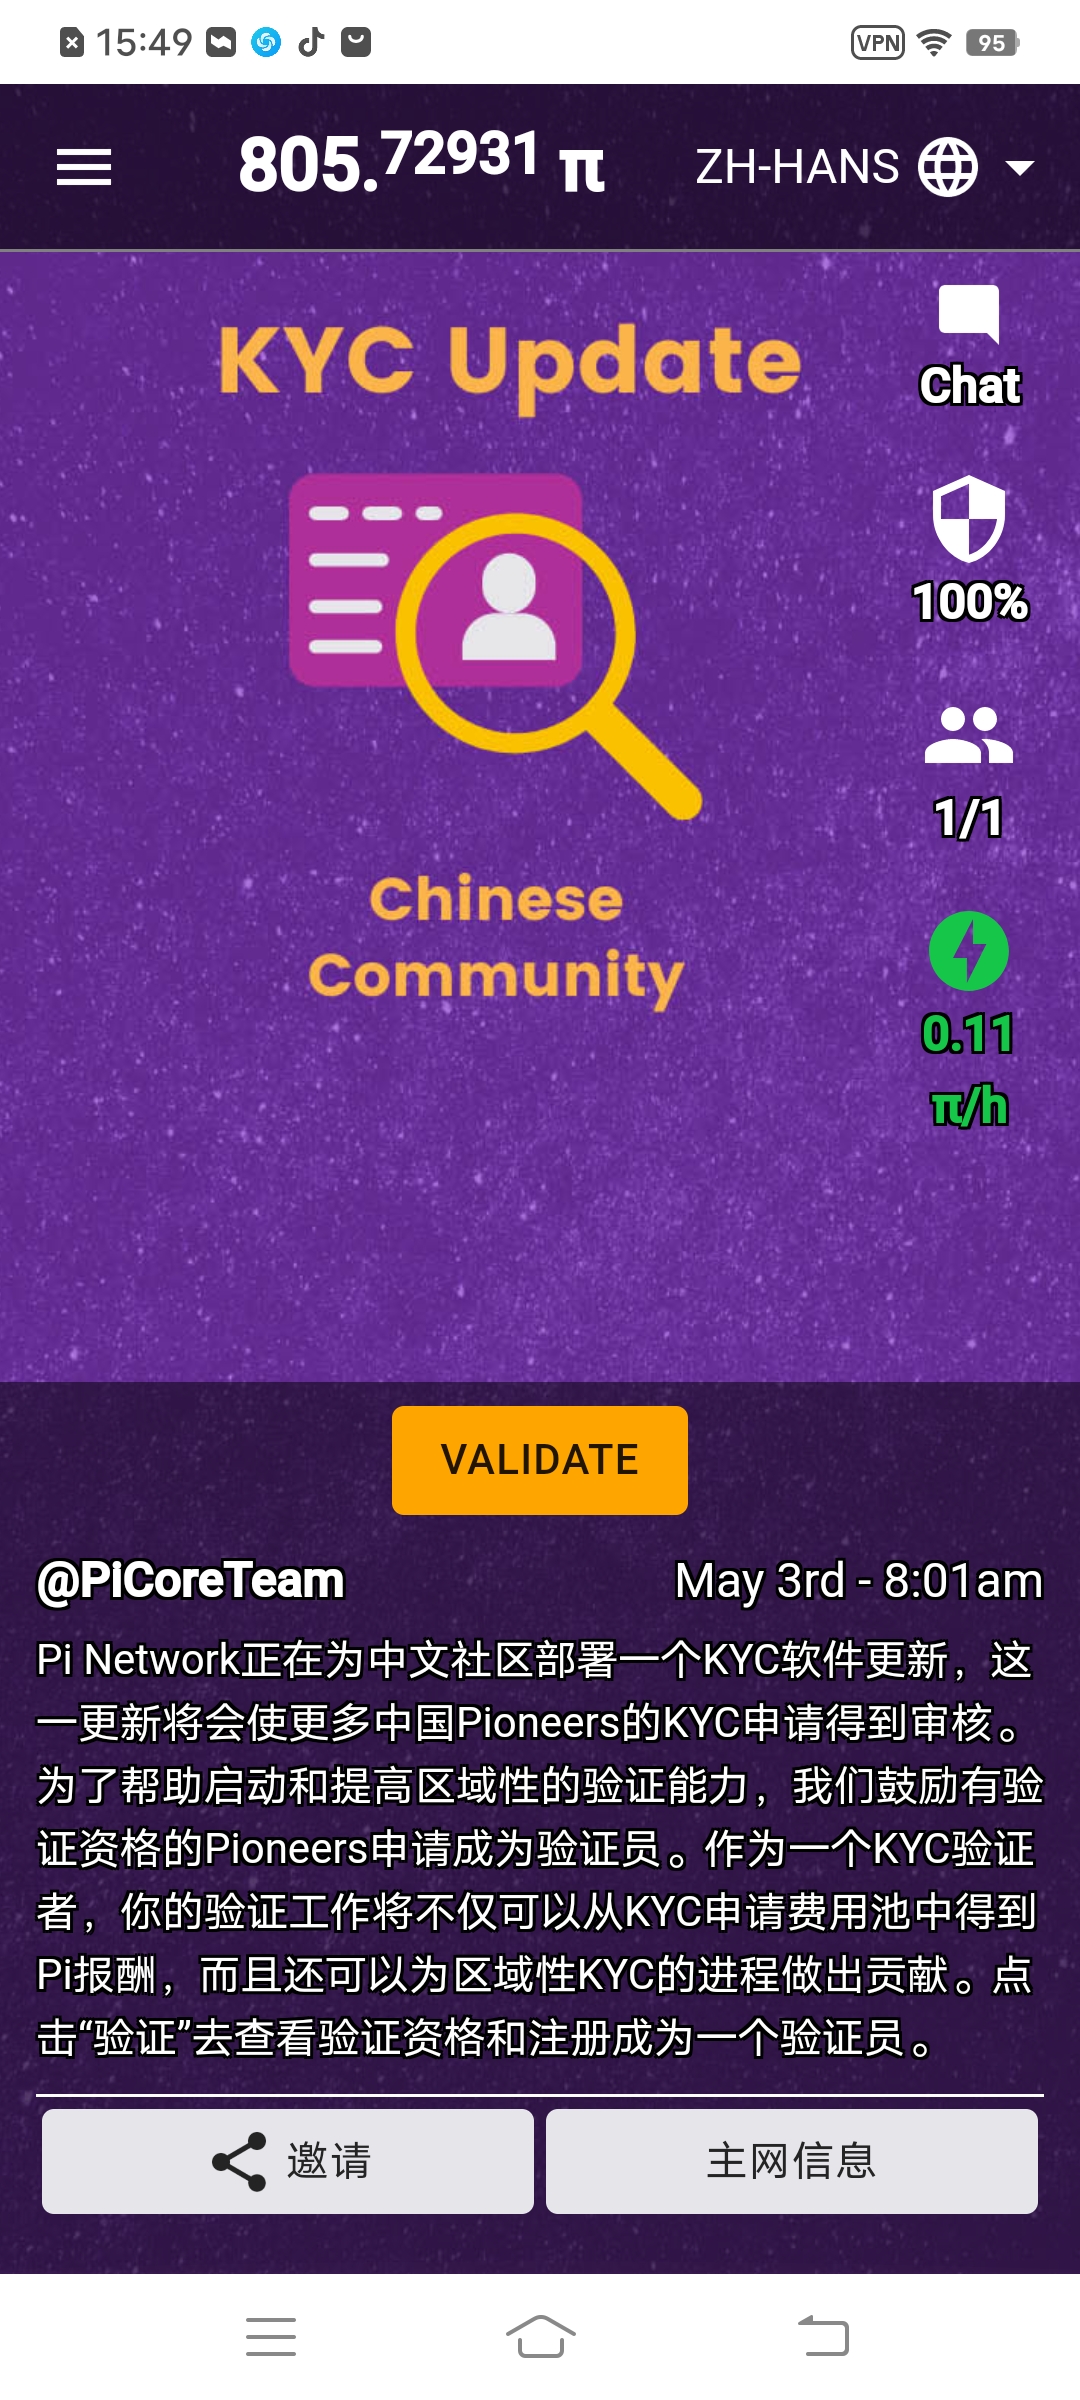 15:49
VPN
95
805.72931 π
ZH-HANS
KYC Update
Chat
100%
1/1
0.11
π/h
Chinese
Community
VALIDATE
@PiCoreTeam
May 3rd - 8:01am
Pi Network正在为中文社区部署一个KYC软件更新，这
一更新将会使更多中国Pioneers的KYC申请得到审核。
为了帮助启动和提高区域性的验证能力，我们鼓励有验
证资格的Pioneers申请成为验证员。作为一个KYC验证
者，你的验证工作将不仅可以从KYC申请费用池中得到
Pi报酬，而且还可以为区域性KYC的进程做出贡献。点
击“验证”去查看验证资格和注册成为一个验证员。
邀请
主网信息